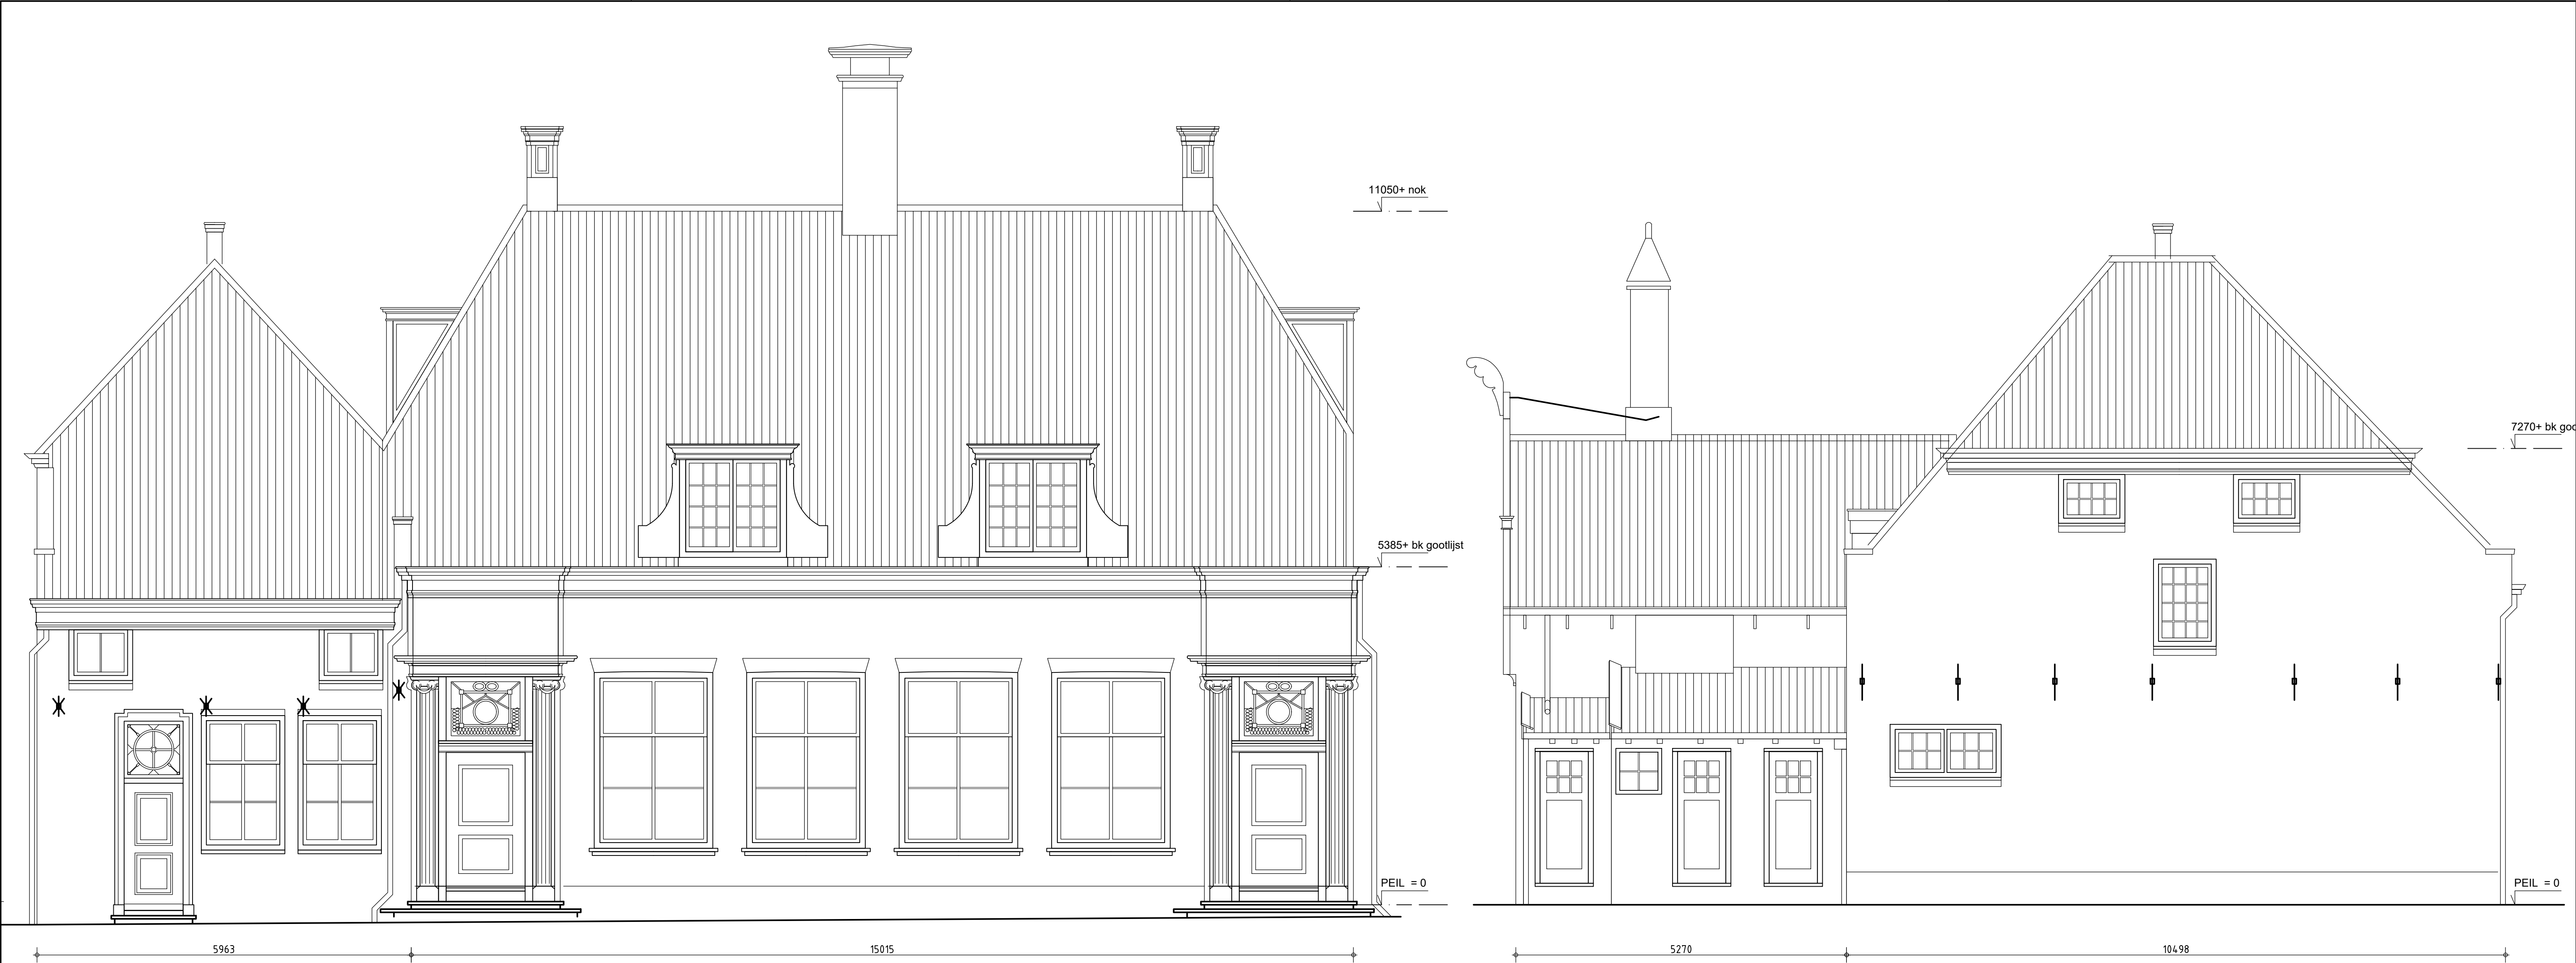 11050+ nok
7270+ bk goo
5385+ bk gootlijst
PEIL = 0
PEIL = 0
5963
15015
5270
10498